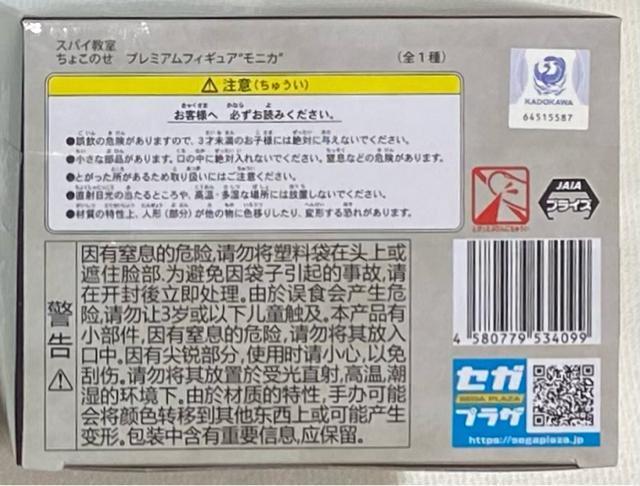 スパイ教室
ちょこのせ プレミアムフィギュア"モニカ"
(全1種)
KADOKAWA
64515587
⚠注意(ちゅうい)
お客様へ 必ずお読みください。
●誤飲の危険がありますので、3才未満のお子様には絶対に与えないでください。
●小さな部品があります。口の中に絶対入れないでください。窒息などの危険があります。
●とがった所があるため取り扱いにはご注意ください。
●直射日光の当たるところや、高温・多湿な場所には放置しないでください。
●材質の特性上、人形(部分)が他の物に色移りしたり、変形する恐れがあります。
とがったぶひんにちゅうい
JAIA
プライズ
警告⚠
因有窒息的危险,请勿将塑料袋在头上或
遮住脸部.为避免因袋子引起的事故,请
在开封後立即处理.由於误食会产生危
险,请勿让3岁或以下儿童触及.本产品有
小部件,因有窒息的危险,请勿将其放入
口中.因有尖锐部分,使用时请小心,以免
刮伤.请勿将其放置於受光直射,高温,潮
湿的环境下.由於材质的特性,手办可能
会将颜色转移到其他东西上或可能产生
变形.包装中含有重要信息,应保留.
4 580779 534099
セガ
SEGA PLAZA
プラザ
https://segaplaza.jp/